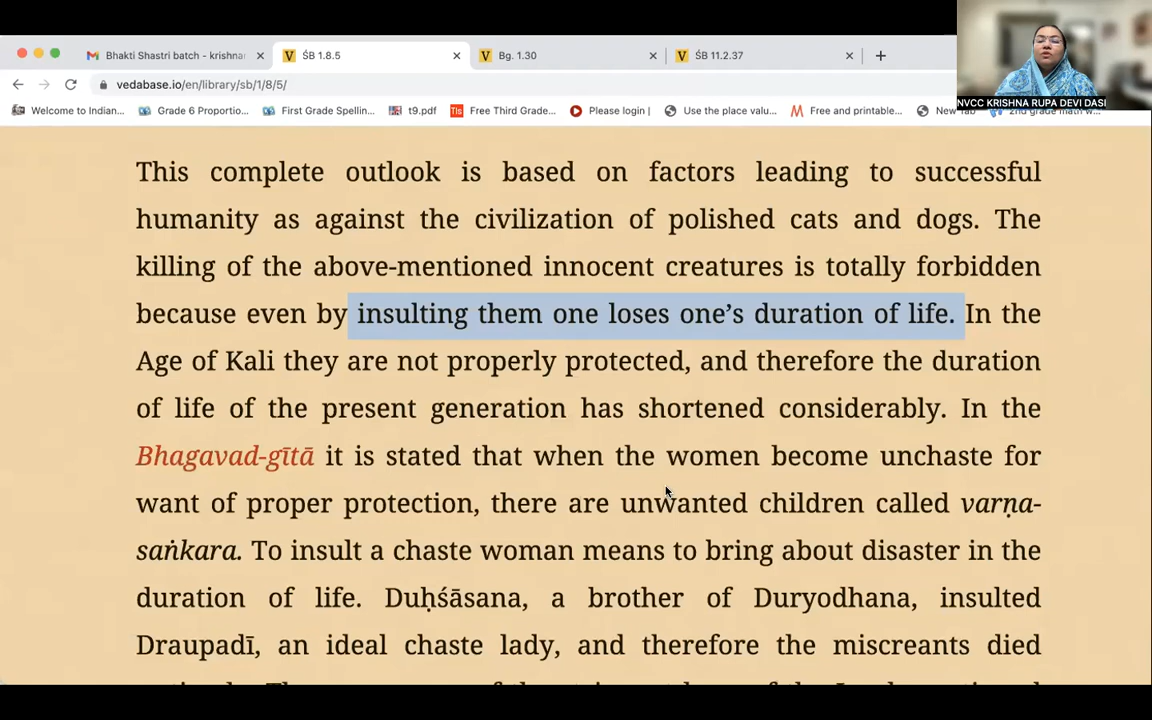 Bhakti Shastri batch - krishna
ŚB 1.8.5
Bg. 1.30
ŚB 11.2.37
vedabase.io/en/library/sb/1/8/5/
Welcome to Indian...
Grade 6 Proportio...
First Grade Spellin...
t9.pdf
Free Third Grade...
Please login |
Use the place valu...
Free and printable...
New Tab
2nd grade math w...
NVCC KRISHNA RUPA DEVI DASI
This complete outlook is based on factors leading to successful
humanity as against the civilization of polished cats and dogs. The
killing of the above-mentioned innocent creatures is totally forbidden
because even by insulting them one loses one’s duration of life. In the
Age of Kali they are not properly protected, and therefore the duration
of life of the present generation has shortened considerably. In the
Bhagavad-gītā it is stated that when the women become unchaste for
want of proper protection, there are unwanted children called varṇa-
saṅkara. To insult a chaste woman means to bring about disaster in the
duration of life. Duḥśāsana, a brother of Duryodhana, insulted
Draupadī, an ideal chaste lady, and therefore the miscreants died